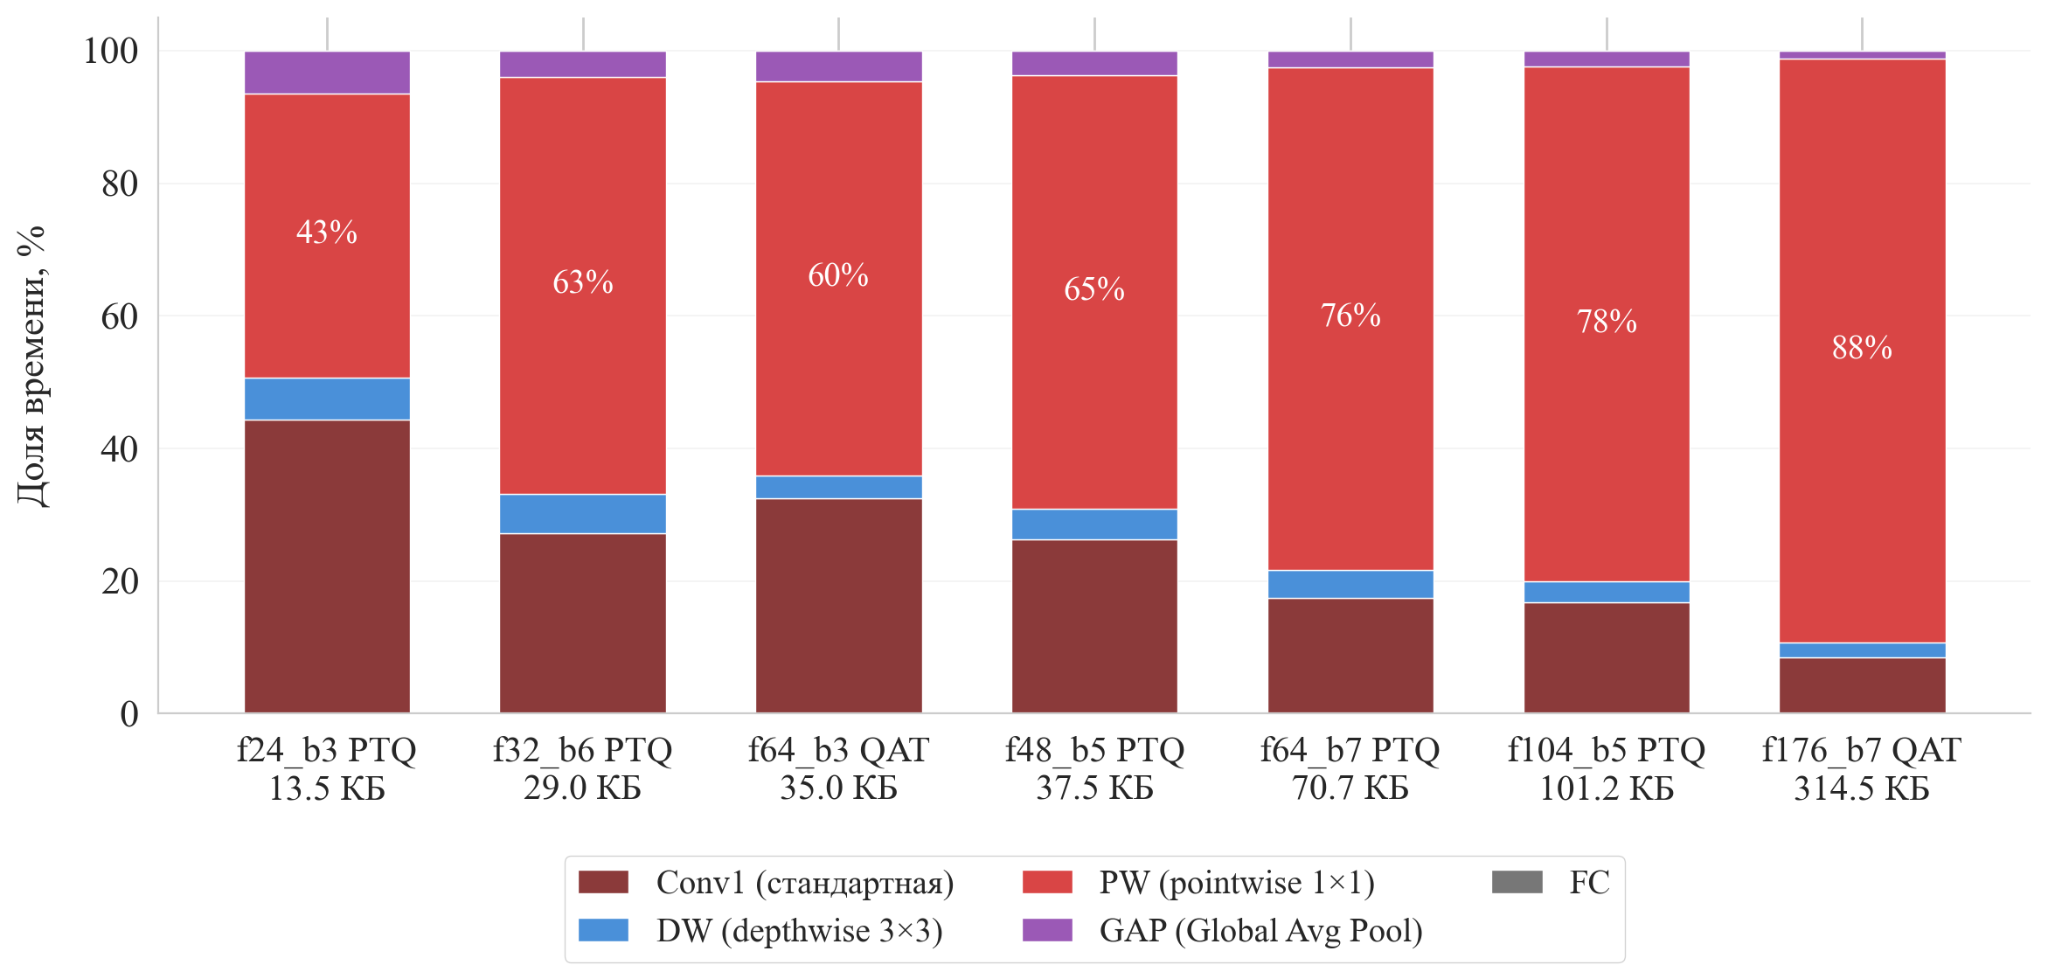 Доля времени, %
100
80
60
40
20
0
43%
63%
60%
65%
76%
78%
88%
f24_b3 PTQ
13.5 КБ
f32_b6 PTQ
29.0 КБ
f64_b3 QAT
35.0 КБ
f48_b5 PTQ
37.5 КБ
f64_b7 PTQ
70.7 КБ
f104_b5 PTQ
101.2 КБ
f176_b7 QAT
314.5 КБ
Conv1 (стандартная)
DW (depthwise 3×3)
PW (pointwise 1×1)
GAP (Global Avg Pool)
FC